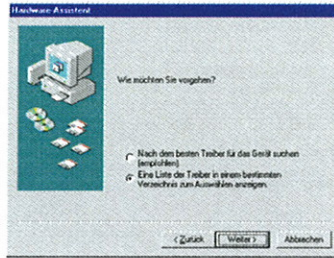 Hardware-Assistent
Wie möchten Sie vorgehen?
Nach dem besten Treiber für das Gerät suchen
(empfohlen).
Eine Liste der Treiber in einem bestimmten
Verzeichnis zum Auswählen anzeigen.
< Zurück
Weiter >
Abbrechen